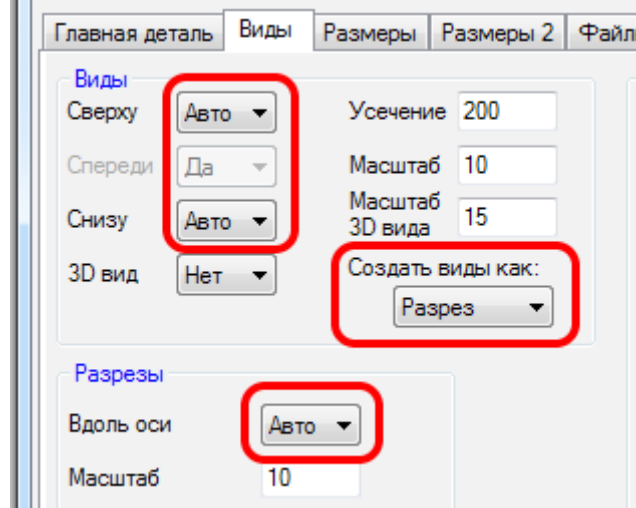 Главная деталь Виды Размеры Размеры 2 Файл
Виды
Сверху Авто Усечение 200
Спереди Да Масштаб 10
Снизу Авто Масштаб 3D вида 15
3D вид Нет Создать виды как:
Разрез
Разрезы
Вдоль оси Авто
Масштаб 10